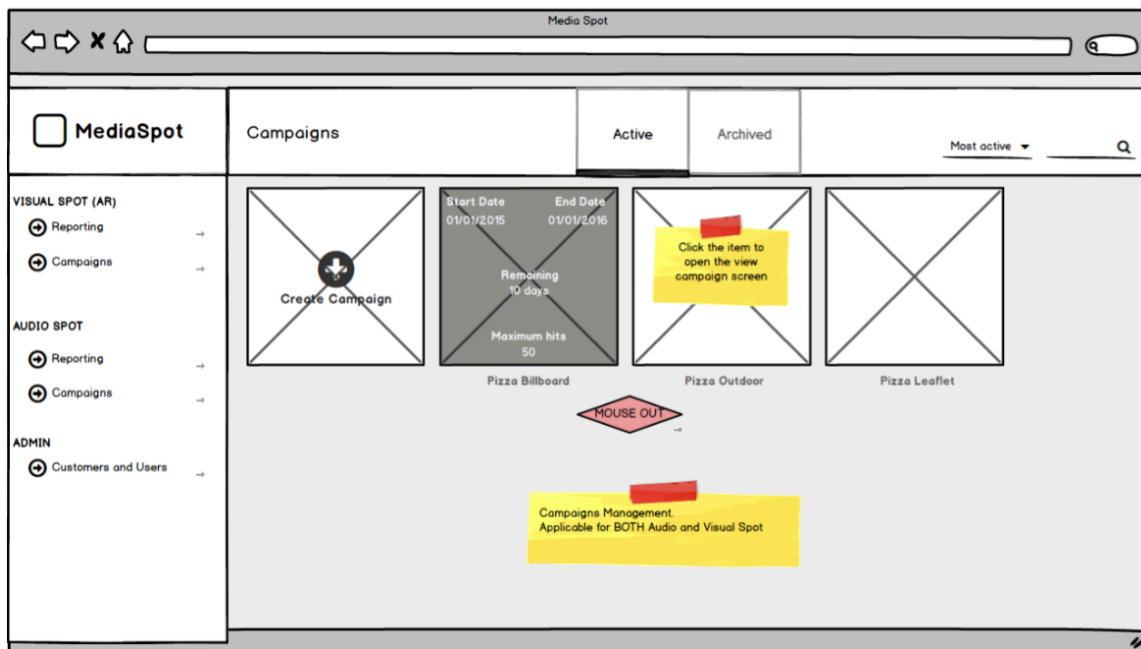 Media Spot
MediaSpot
Campaigns
Active
Archived
Most active
VISUAL SPOT (AR)
Reporting
Campaigns
AUDIO SPOT
Reporting
Campaigns
ADMIN
Customers and Users
Create Campaign
Start Date End Date
01/01/2015 01/01/2016
Remaining
10 days
Maximum hits
50
Pizza Billboard
Click the item to
open the view
campaign screen
Pizza Outdoor
Pizza Leaflet
MOUSE OUT
Campaigns Management.
Applicable for BOTH Audio and Visual Spot